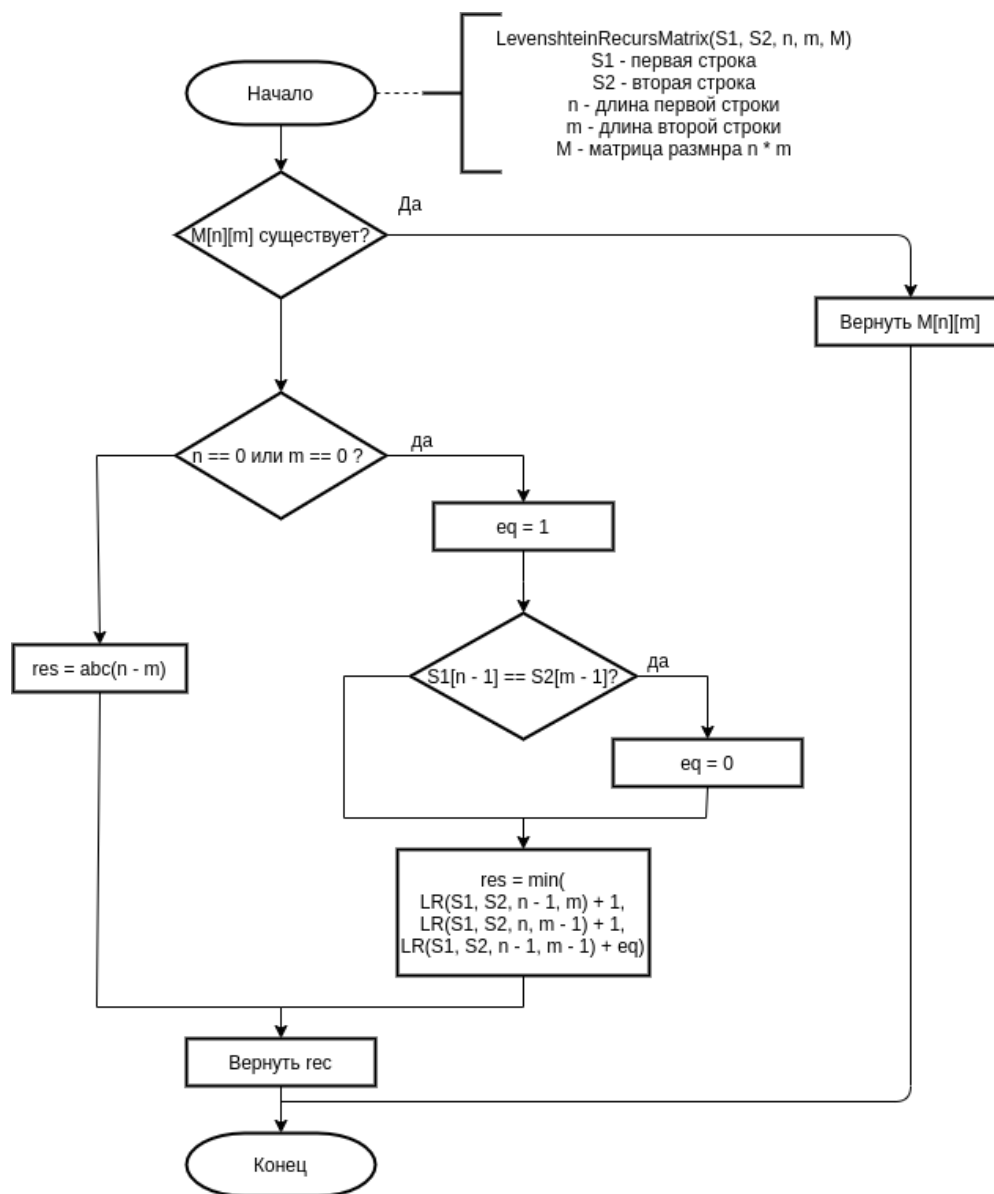 LevenshteinRecursMatrix(S1, S2, n, m, M)
S1 - первая строка
S2 - вторая строка
n - длина первой строки
m - длина второй строки
M - матрица размнра n * m
Начало
Да
M[n][m] существует?
Вернуть M[n][m]
да
n == 0 или m == 0 ?
eq = 1
да
S1[n - 1] == S2[m - 1]?
res = abc(n - m)
eq = 0
res = min(
LR(S1, S2, n - 1, m) + 1,
LR(S1, S2, n, m - 1) + 1,
LR(S1, S2, n - 1, m - 1) + eq)
Вернуть rec
Конец